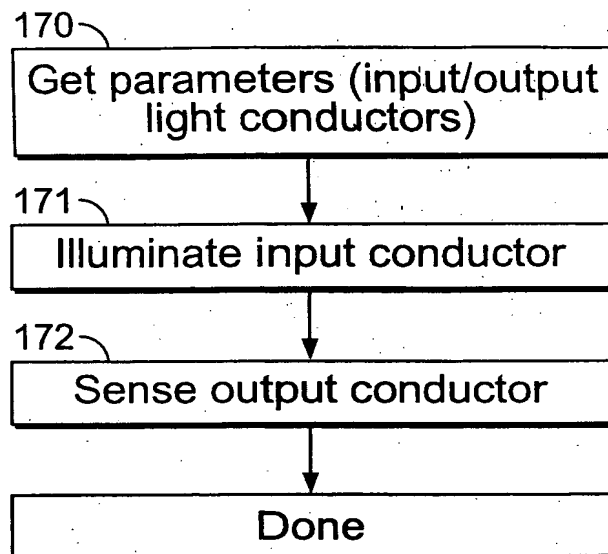 170
Get parameters (input/output
light conductors)
171
Illuminate input conductor
172
Sense output conductor
Done